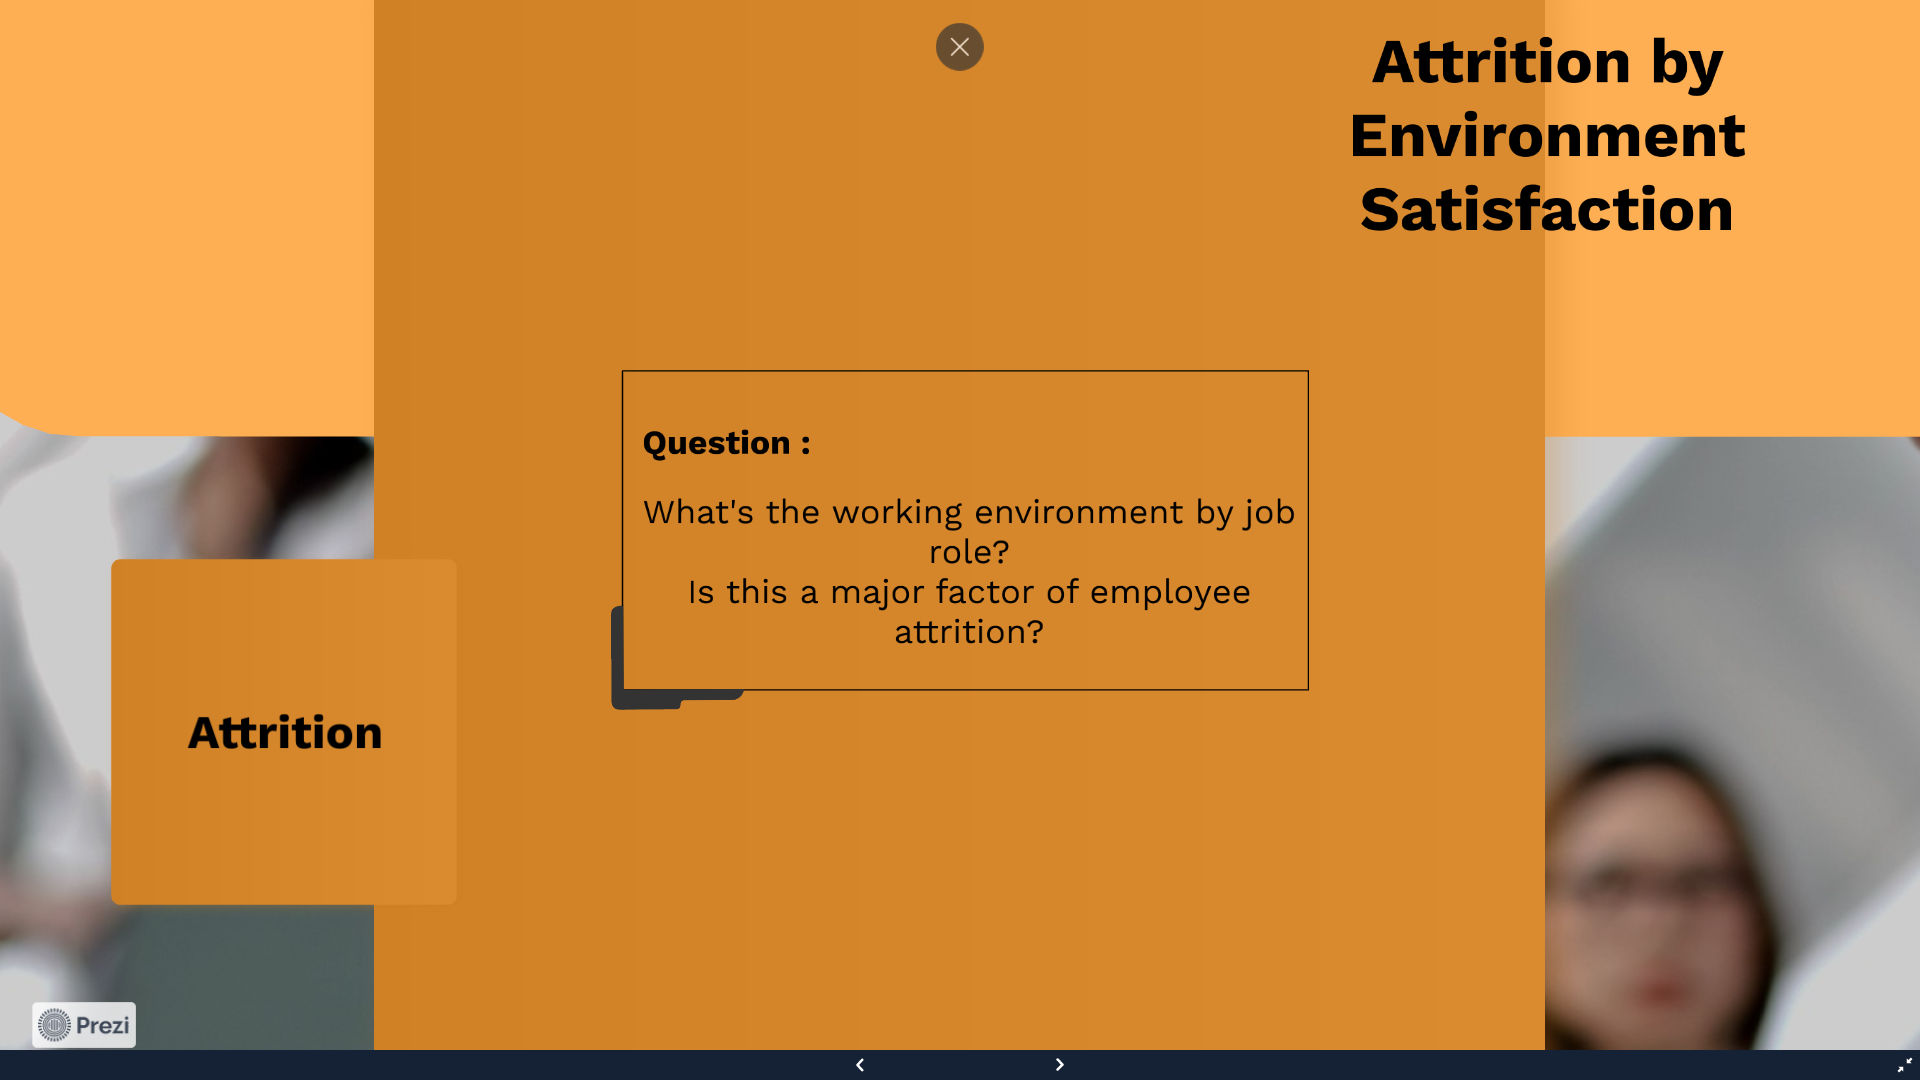 Attrition by
Environment
Satisfaction
Question :
What's the working environment by job
role?
Is this a major factor of employee
attrition?
Attrition
Prezi